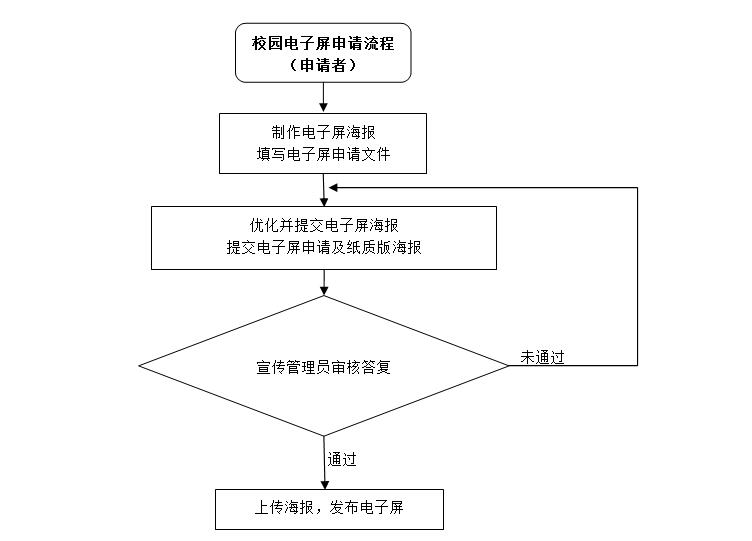 校园电子屏申请流程
（申请者）
制作电子屏海报
填写电子屏申请文件
优化并提交电子屏海报
提交电子屏申请及纸质版海报
宣传管理员审核答复
未通过
通过
上传海报，发布电子屏